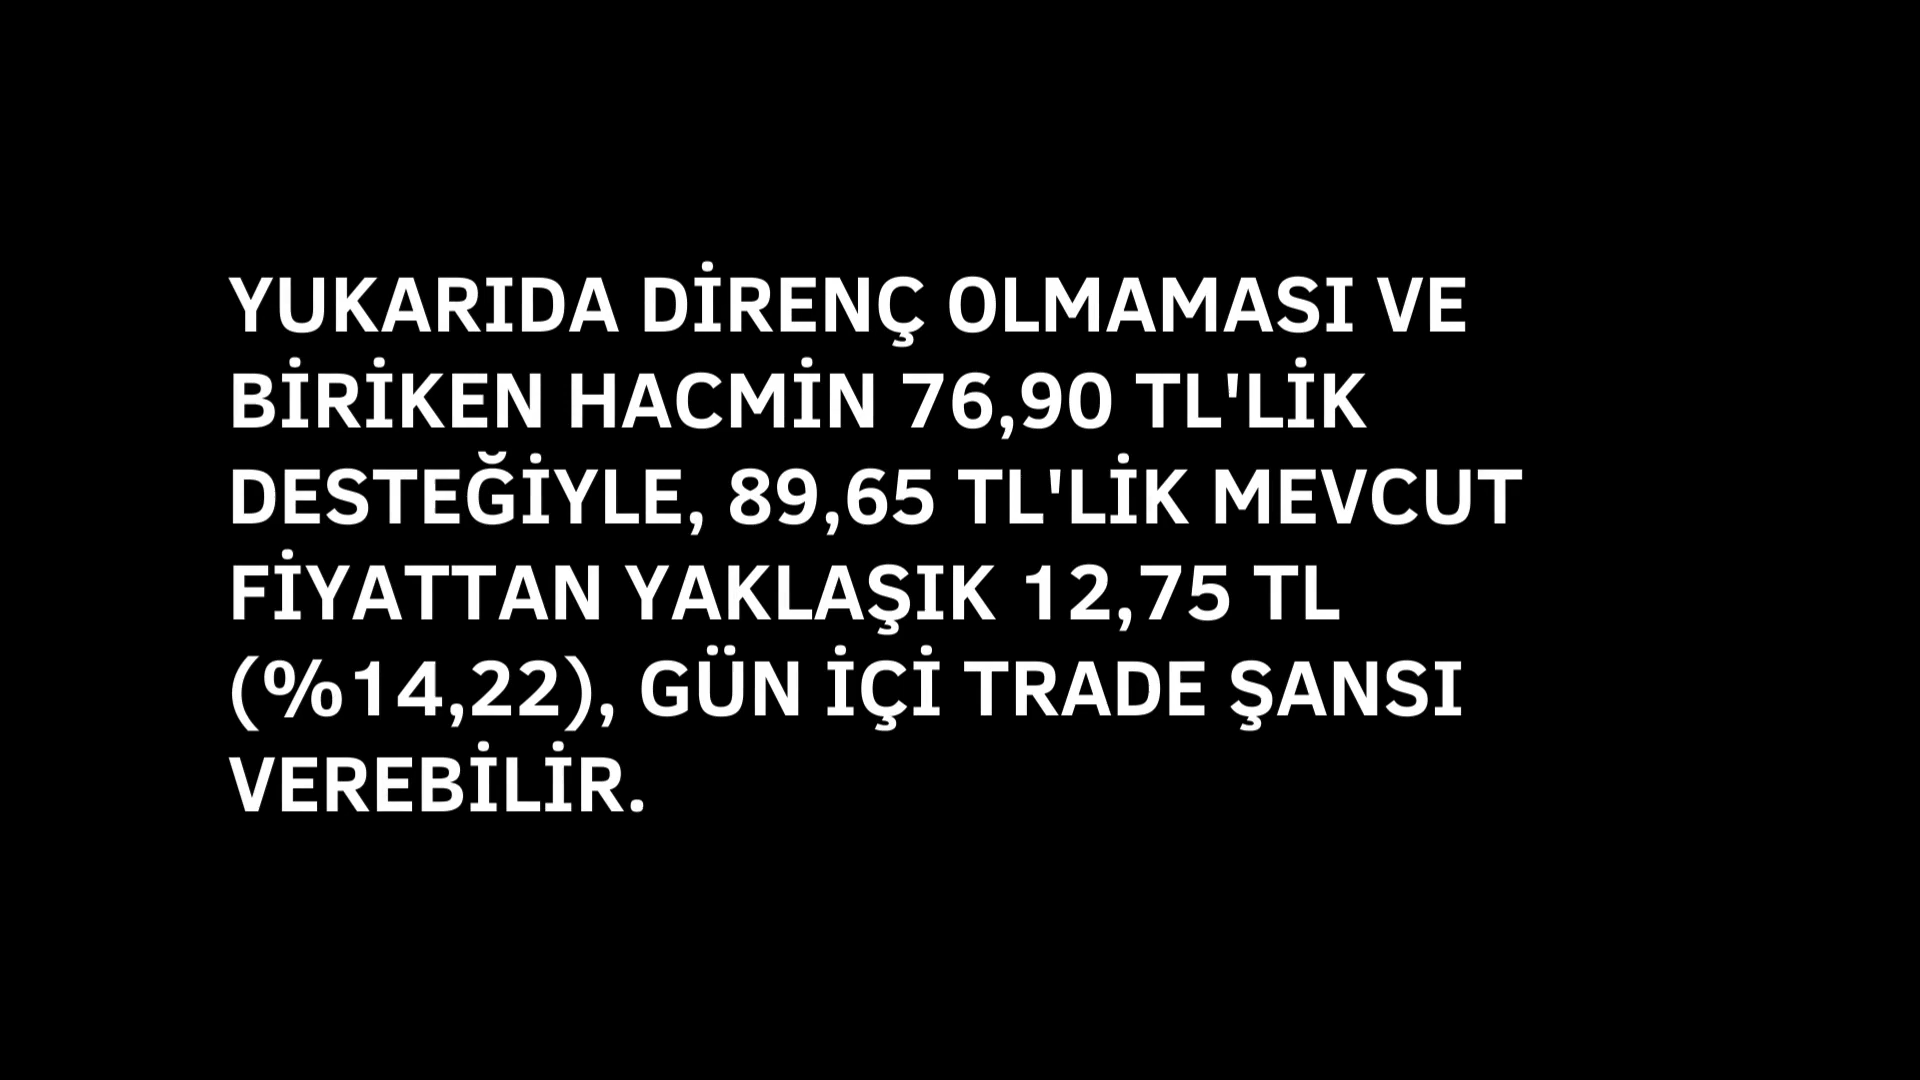 YUKARIDA DİRENÇ OLMAMASI VE
BİRİKEN HACMİN 76,90 TL'LİK
DESTEĞİYLE, 89,65 TL'LİK MEVCUT
FİYATTAN YAKLAŞIK 12,75 TL
(%14,22), GÜN İÇİ TRADE ŞANSI
VEREBİLİR.